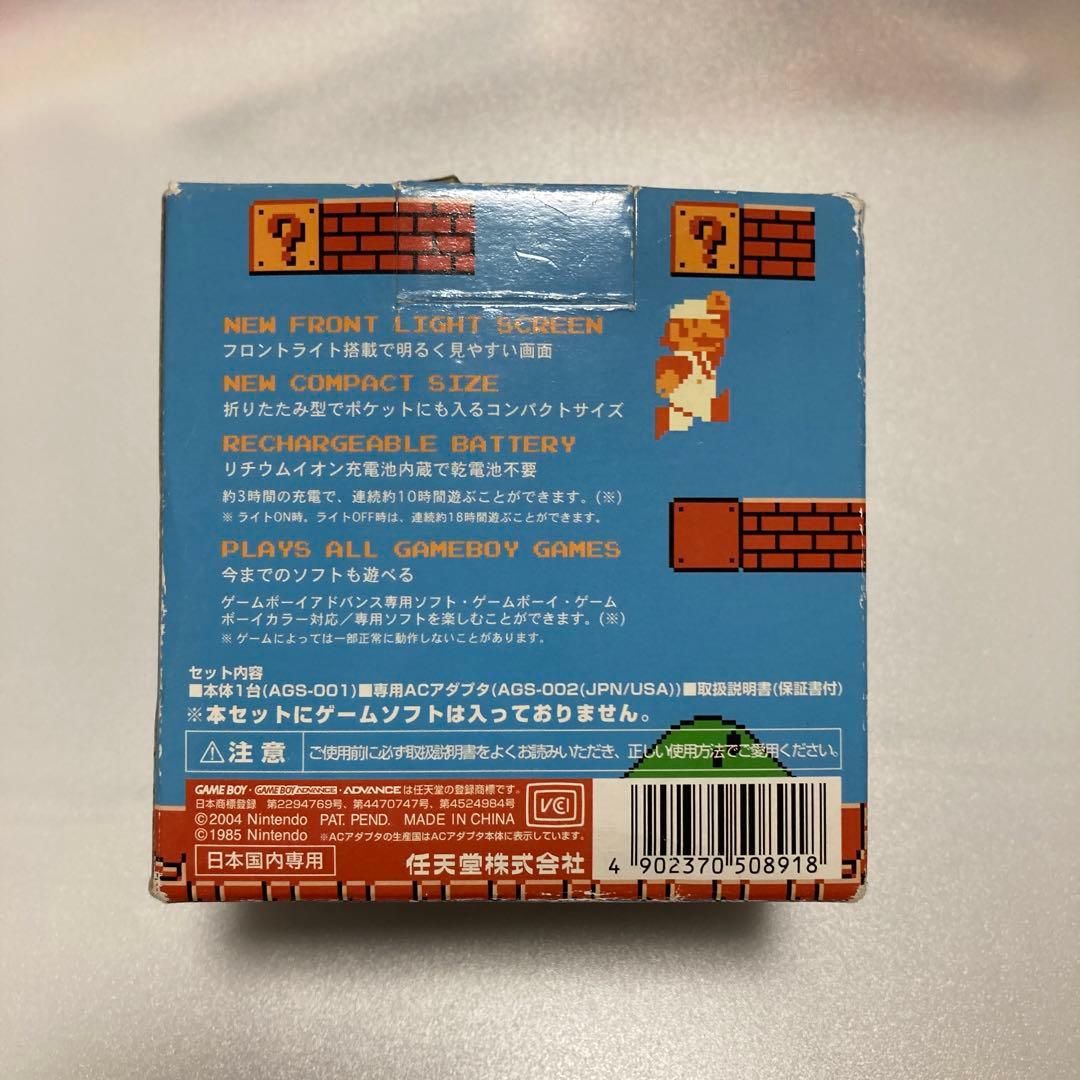 ?
?
NEW FRONT LIGHT SCREEN
フロントライト搭載で明るく見やすい画面
NEW COMPACT SIZE
折りたたみ型でポケットにも入るコンパクトサイズ
RECHARGEABLE BATTERY
リチウムイオン充電池内蔵で乾電池不要
約3時間の充電で、連続約10時間遊ぶことができます。(※)
※ ライトON時。ライトOFF時は、連続約18時間遊ぶことができます。
PLAYS ALL GAMEBOY GAMES
今までのソフトも遊べる
ゲームボーイアドバンス専用ソフト・ゲームボーイ・ゲーム
ボーイカラー対応/専用ソフトを楽しむことができます。(※)
※ ゲームによっては一部正常に動作しないことがあります。
セット内容
■本体1台(AGS-001)■専用ACアダプタ(AGS-002(JPN/USA))■取扱説明書(保証書付)
※本セットにゲームソフトは入っておりません。
⚠注意 ご使用前に必ず取扱説明書をよくお読みいただき、正しい使用方法でご愛用ください。
GAME BOY・GAME BOY ADVANCE・ADVANCEは任天堂の登録商標です。
日本商標登録 第2294769号、第4470747号、第4524984号
©2004 Nintendo PAT. PEND. MADE IN CHINA
©1985 Nintendo ※ACアダプタの生産国はACアダプタ本体に表示しています。
VCCI
日本国内専用 任天堂株式会社
4 902370 508918